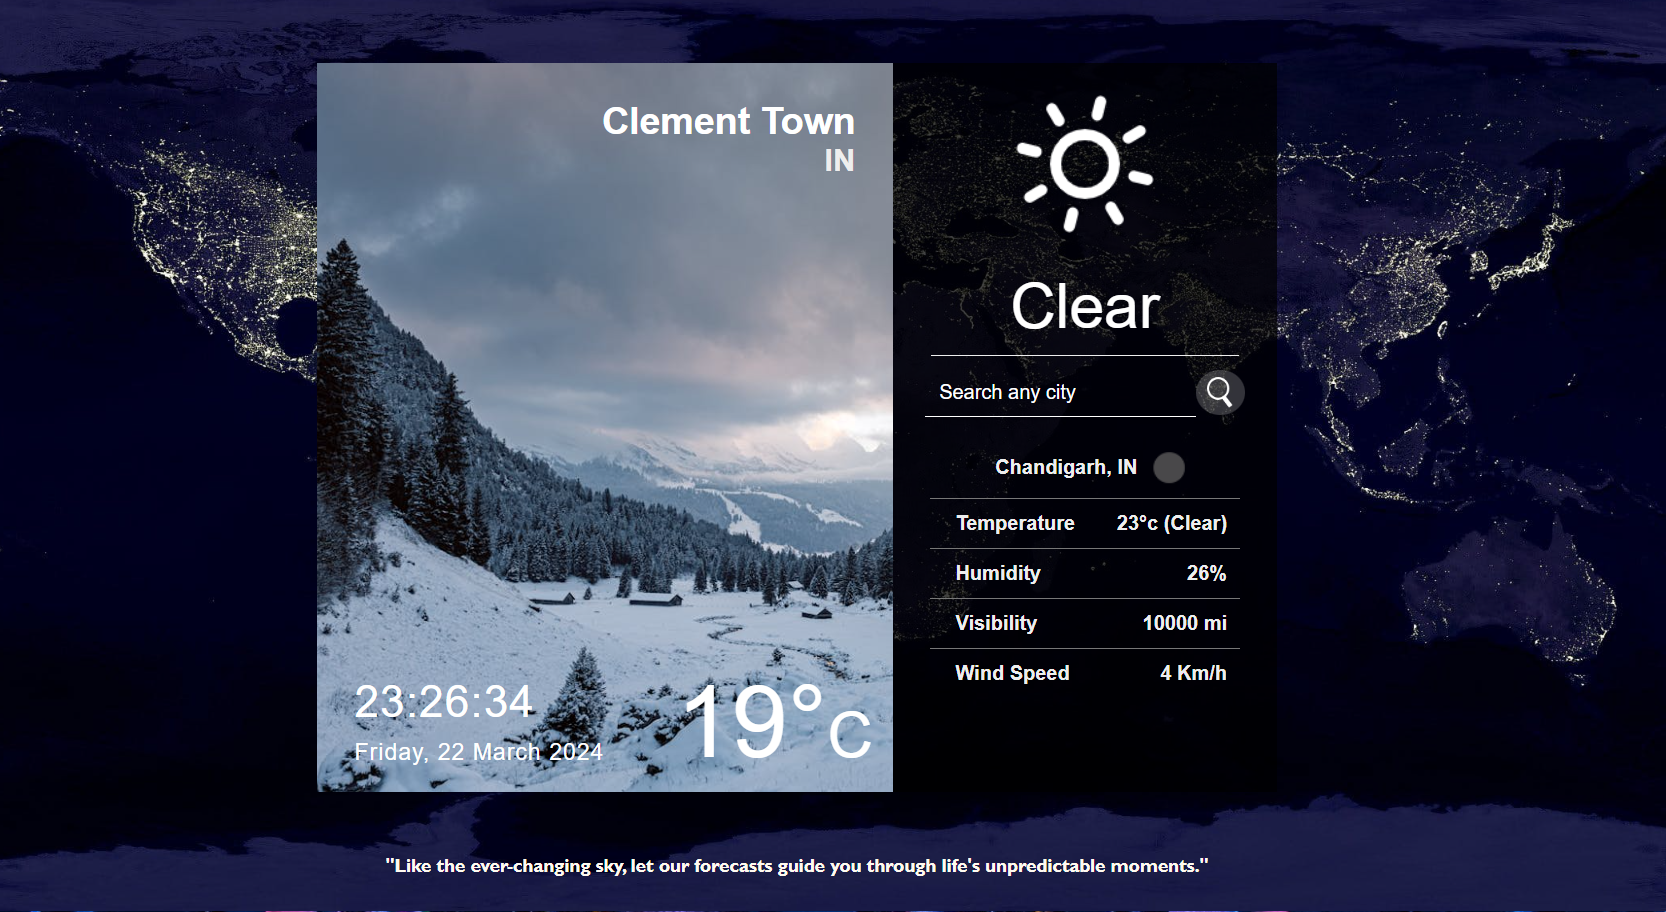 Clement Town
IN
23:26:34
Friday, 22 March 2024
19°c
Clear
Search any city
Chandigarh, IN
Temperature 23°c (Clear)
Humidity 26%
Visibility 10000 mi
Wind Speed 4 Km/h
"Like the ever-changing sky, let our forecasts guide you through life's unpredictable moments."